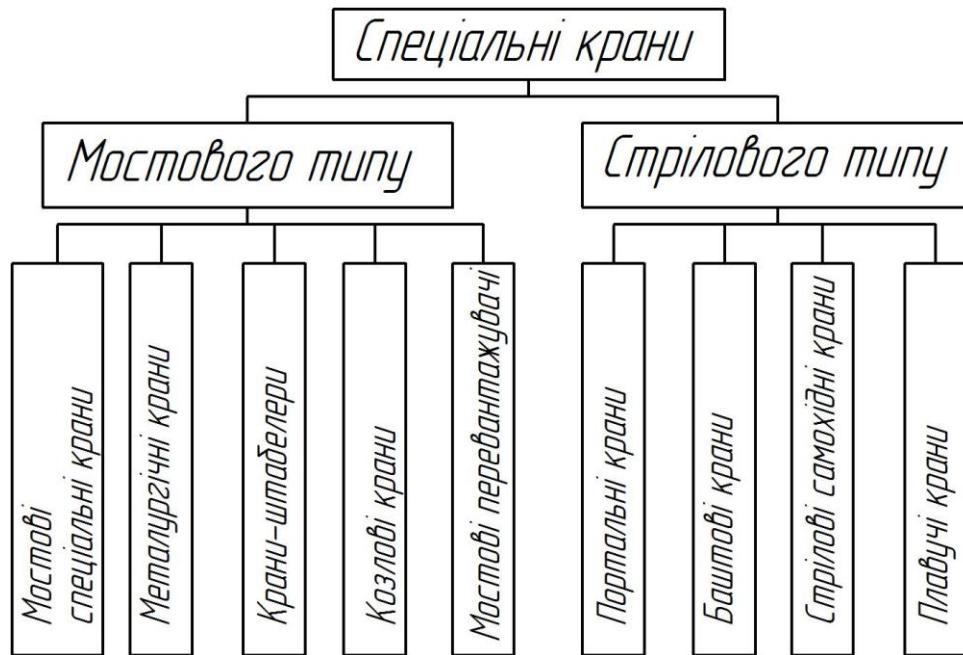 Спеціальні крани
Мостового типу
Стрілового типу
Мостові
спеціальні крани
Металургічні крани
Крани-штабелери
Козлові крани
Мостові перевантажувачі
Портальні крани
Баштові крани
Стрілові самохідні крани
Плавучі крани